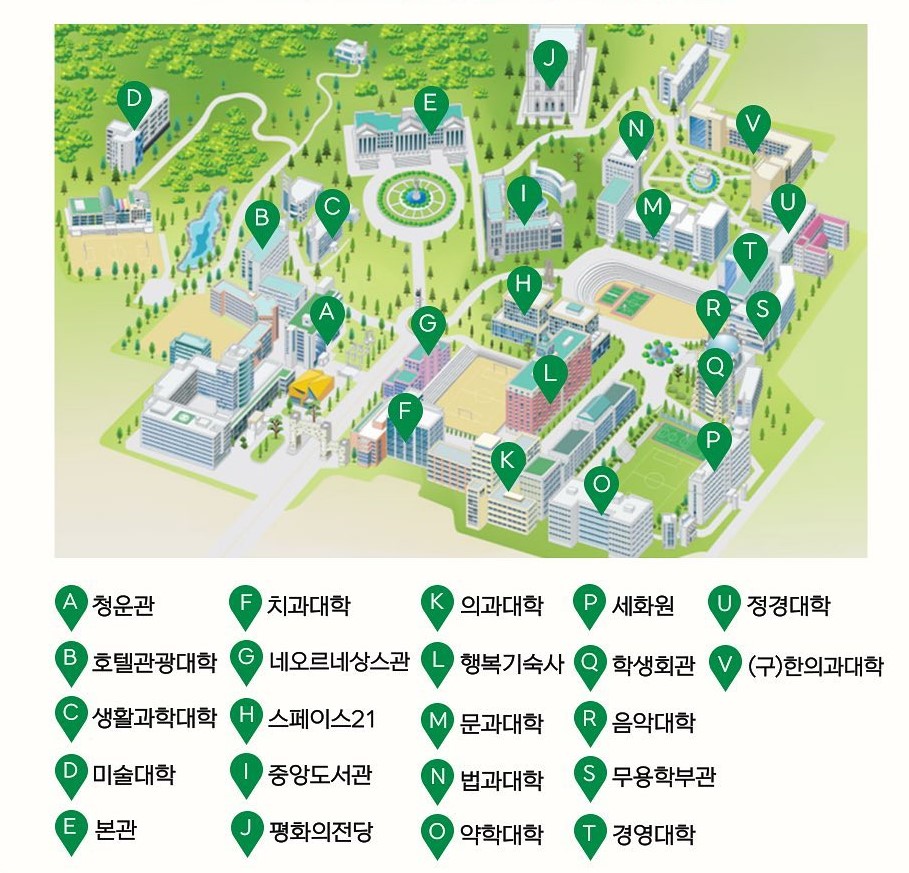 J
D
E
N
V
I
C
M
U
B
T
H
A
G
R
S
L
Q
F
K
P
O
A 청운관
B 호텔관광대학
C 생활과학대학
D 미술대학
E 본관
F 치과대학
G 네오르네상스관
H 스페이스21
I 중앙도서관
J 평화의전당
K 의과대학
L 행복기숙사
M 문과대학
N 법과대학
O 약학대학
P 세화원
Q 학생회관
R 음악대학
S 무용학부관
T 경영대학
U 정경대학
V (구)한의과대학